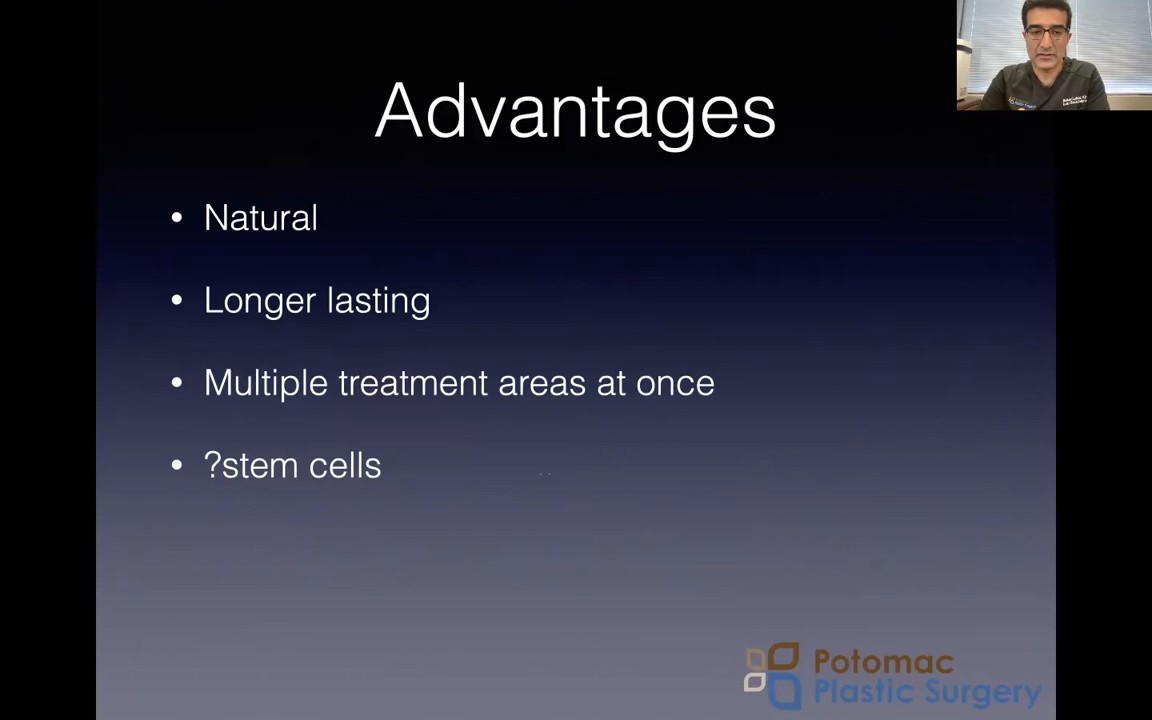 Advantages
• Natural
• Longer lasting
• Multiple treatment areas at once
• ?stem cells
Potomac
Plastic Surgery